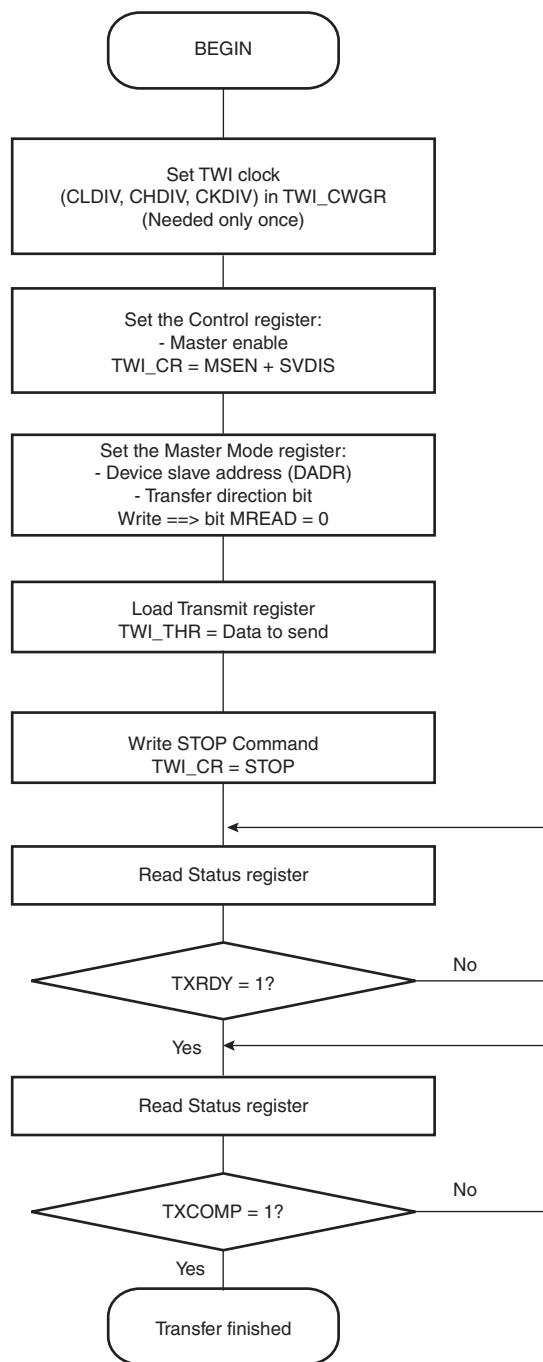 BEGIN
Set TWI clock
(CLDIV, CHDIV, CKDIV) in TWI_CWGR
(Needed only once)
Set the Control register:
- Master enable
TWI_CR = MSEN + SVDIS
Set the Master Mode register:
- Device slave address (DADR)
- Transfer direction bit
Write ==> bit MREAD = 0
Load Transmit register
TWI_THR = Data to send
Write STOP Command
TWI_CR = STOP
Read Status register
TXRDY = 1?
No
Yes
Read Status register
TXCOMP = 1?
No
Yes
Transfer finished